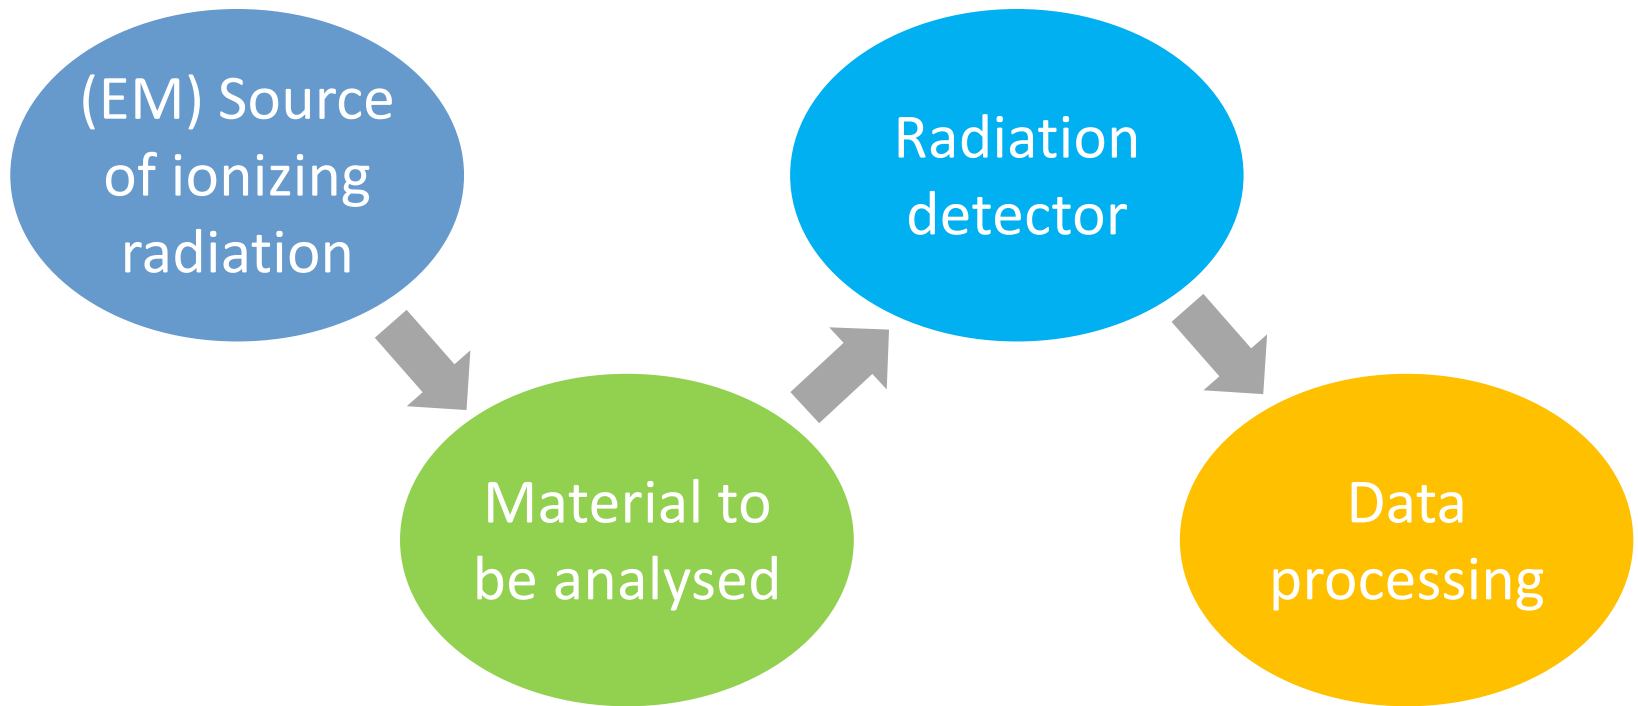 (EM) Source
of ionizing
radiation
Material to
be analysed
Radiation
detector
Data
processing